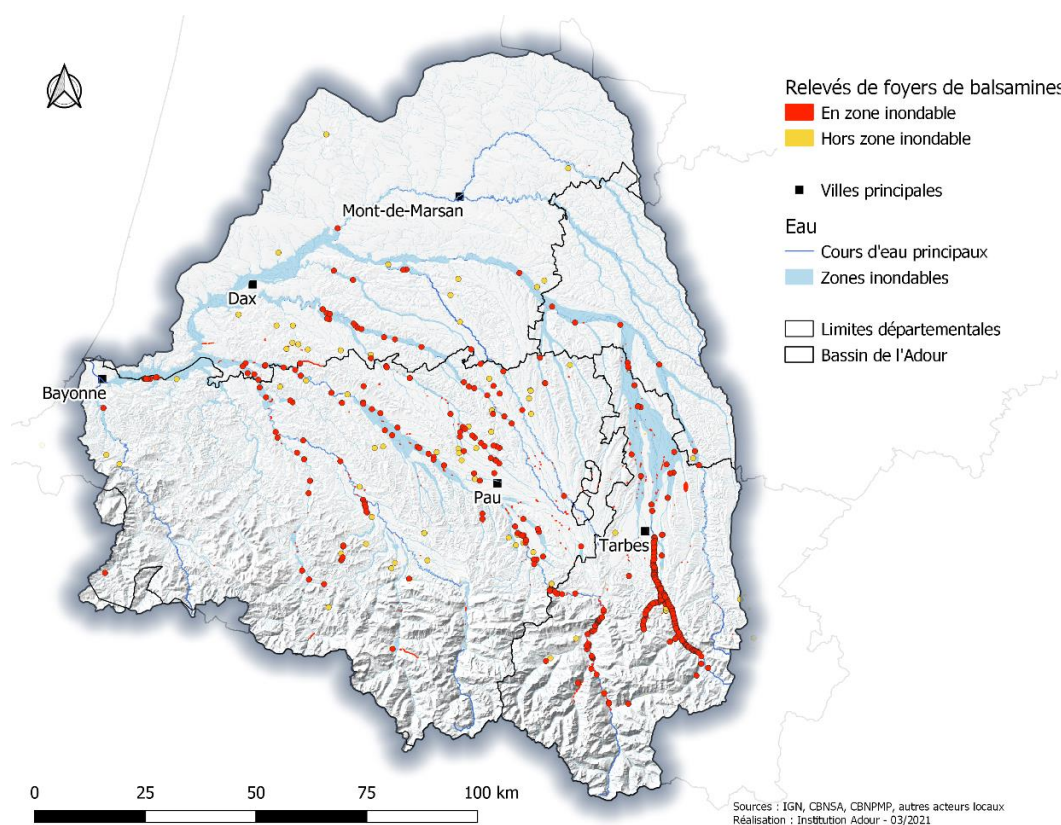 Relevés de foyers de balsamines
En zone inondable
Hors zone inondable
Villes principales
Eau
Cours d'eau principaux
Zones inondables
Limites départementales
Bassin de l'Adour
Mont-de-Marsan
Dax
Bayonne
Pau
Tarbes
0 25 50 75 100 km
Sources : IGN, CBNSA, CBNPMP, autres acteurs locaux
Réalisation : Institution Adour - 03/2021